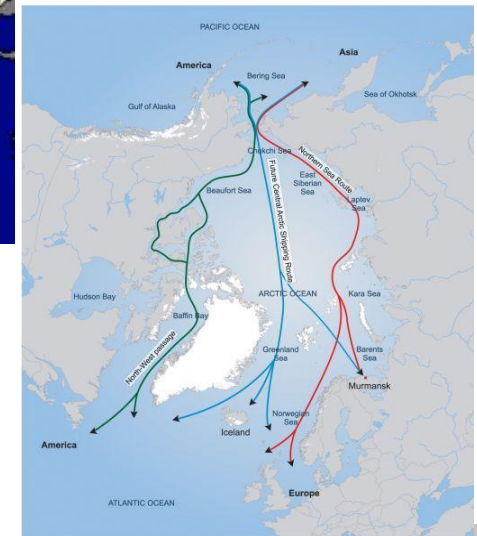 PACIFIC OCEAN
America
Asia
Bering Sea
Gulf of Alaska
Sea of Okhotsk
Chukchi Sea
Northern Sea Route
Future Central Arctic Shipping Route
East
Siberian
Sea
Laptev
Sea
Beaufort Sea
Hudson Bay
ARCTIC OCEAN
Kara Sea
Baffin Bay
North-West passage
Greenland
Sea
Barents
Sea
Murmansk
Norwegian
Sea
Iceland
America
Europe
ATLANTIC OCEAN